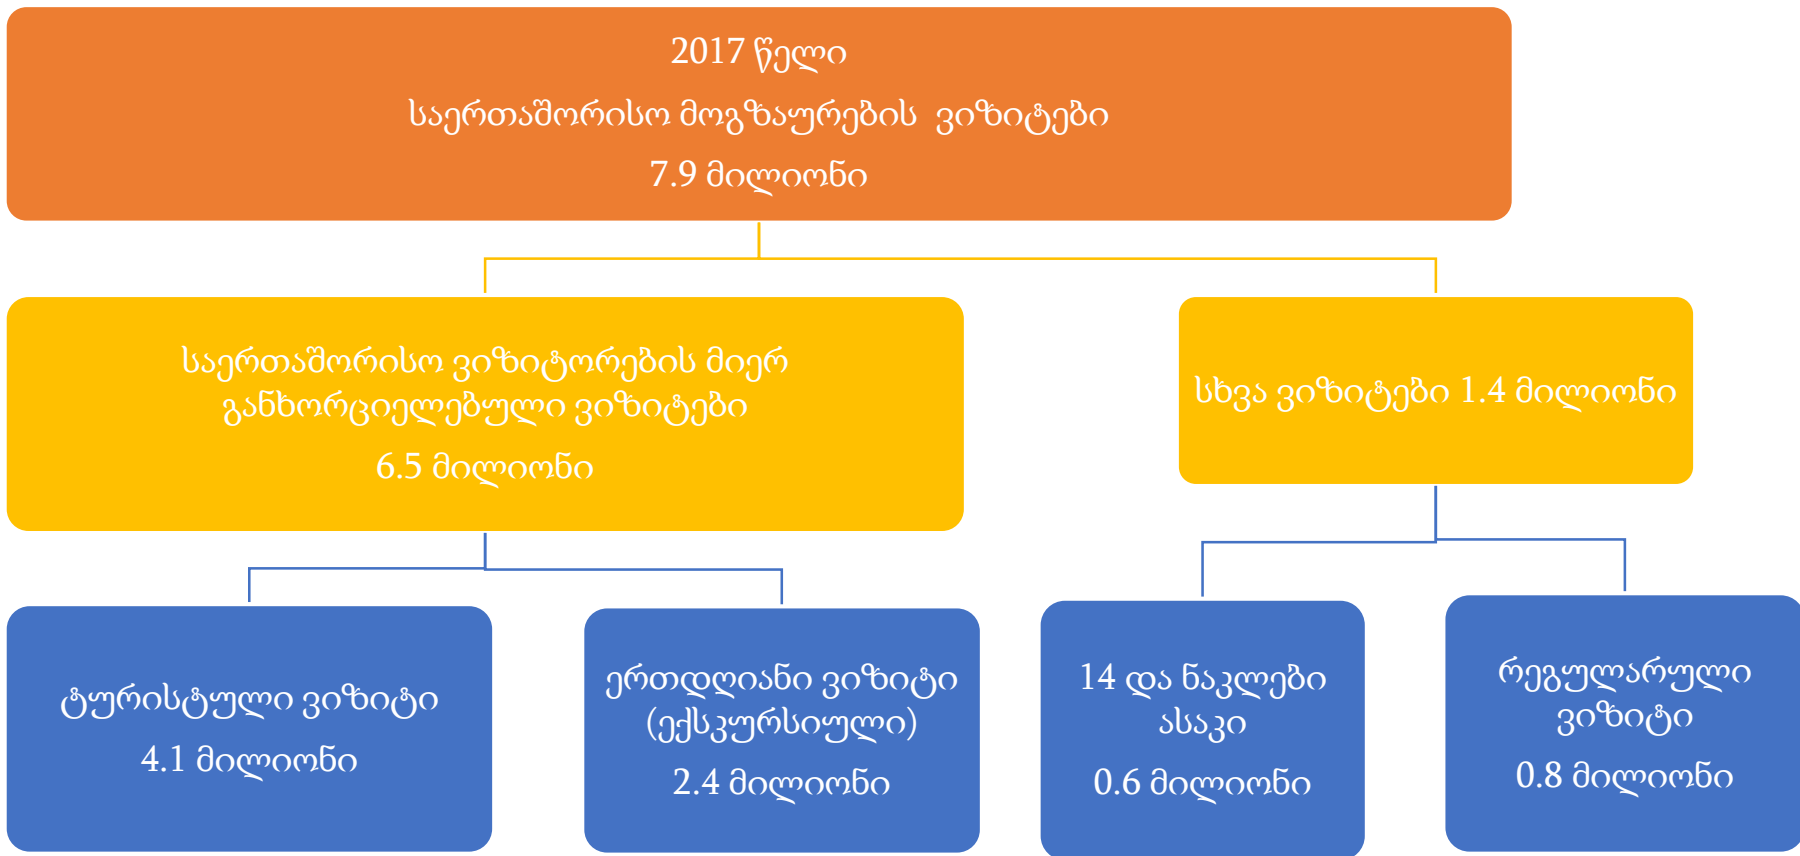 2017 წელი
საერთაშორისო მოგზაურების ვიზიტები
7.9 მილიონი
საერთაშორისო ვიზიტორების მიერ
განხორციელებული ვიზიტები
6.5 მილიონი
სხვა ვიზიტები 1.4 მილიონი
ტურისტული ვიზიტი
4.1 მილიონი
ერთდღიანი ვიზიტი
(ექსკურსიული)
2.4 მილიონი
14 და ნაკლები
ასაკი
0.6 მილიონი
რეგულარული
ვიზიტი
0.8 მილიონი